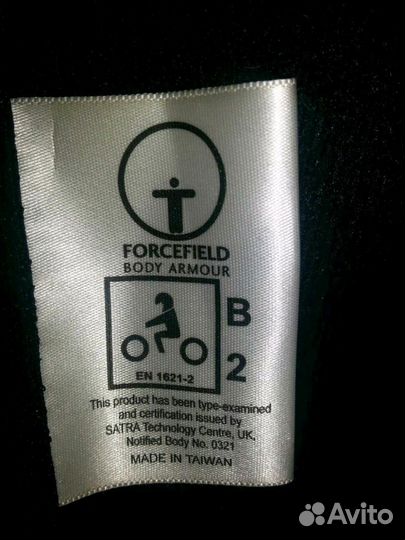 FORCEFIELD
BODY ARMOUR
B
2
EN 1621-2
This product has been type-examined
and certification issued by
SATRA Technology Centre, UK,
Notified Body No. 0321
MADE IN TAIWAN
Avito